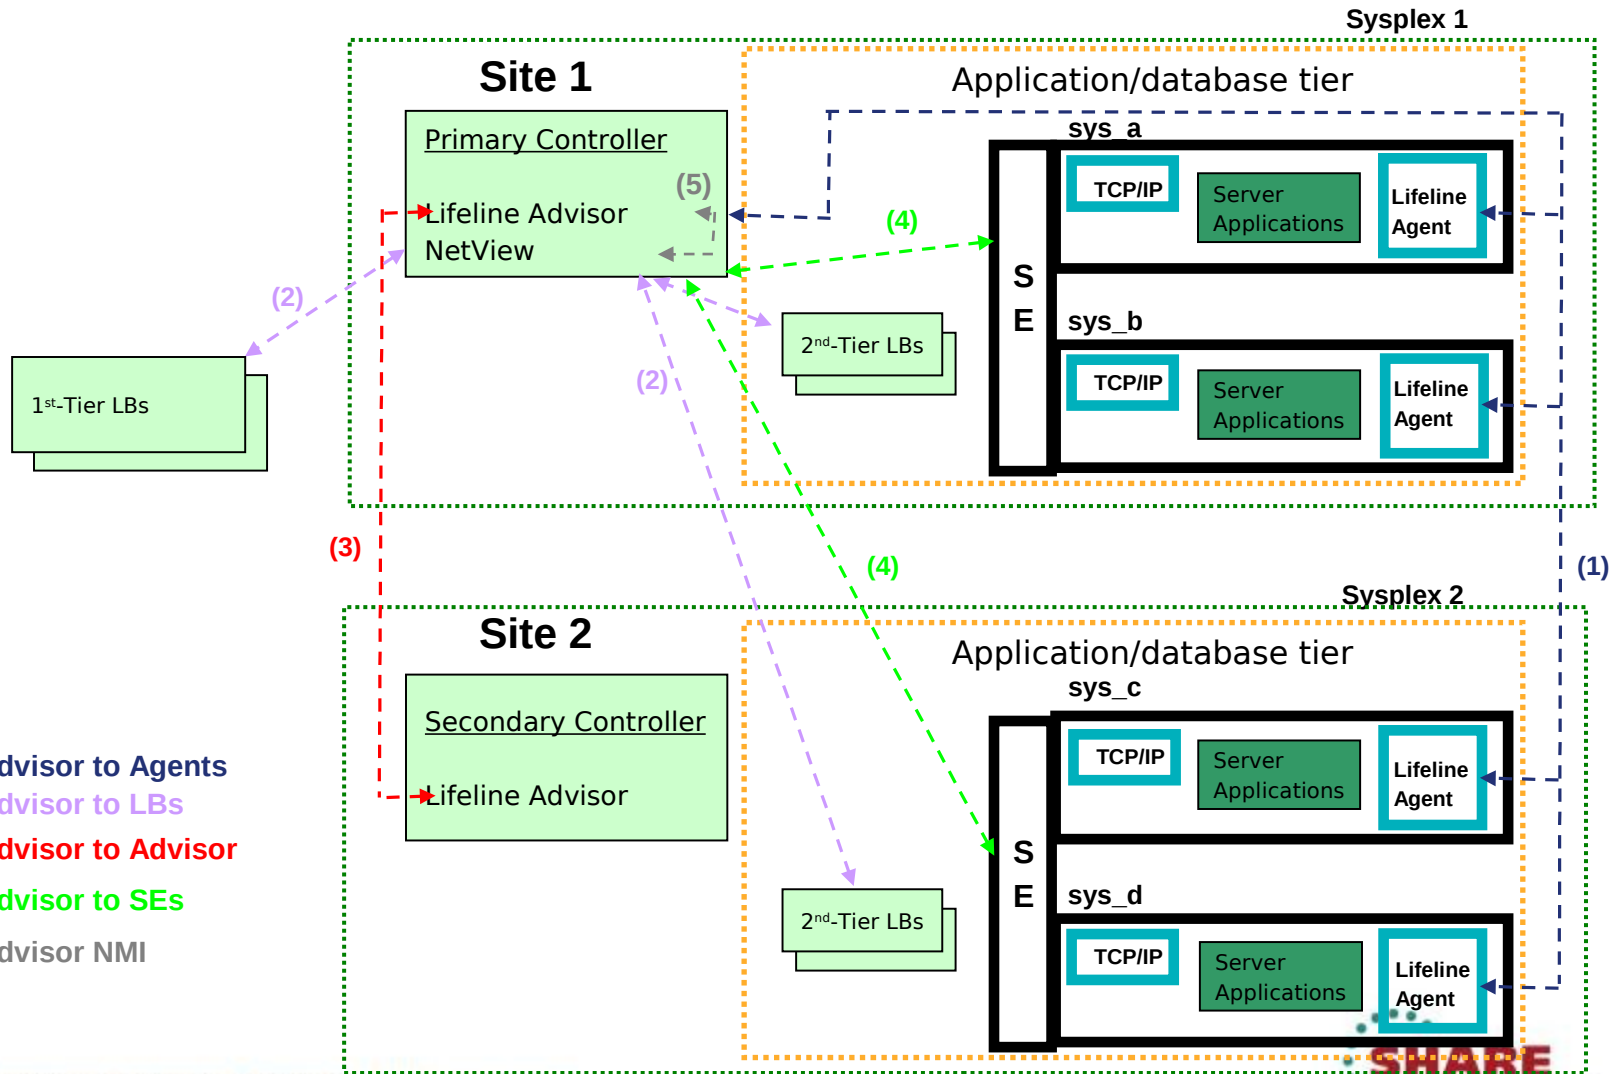 Sysplex 1
Site 1
Application/database tier
Primary Controller
sys_a
(5)
TCP/IP
Server
Applications
Lifeline
Agent
Lifeline Advisor
NetView
(4)
S
E
(2)
sys_b
2nd-Tier LBs
(2)
TCP/IP
Server
Applications
Lifeline
Agent
1st-Tier LBs
(3)
(4)
(1)
Sysplex 2
Site 2
Application/database tier
sys_c
Secondary Controller
TCP/IP
Server
Applications
Lifeline
Agent
Lifeline Advisor
S
E
sys_d
2nd-Tier LBs
TCP/IP
Server
Applications
Lifeline
Agent
dvisor to Agents
dvisor to LBs
dvisor to Advisor
dvisor to SEs
dvisor NMI
SHARE